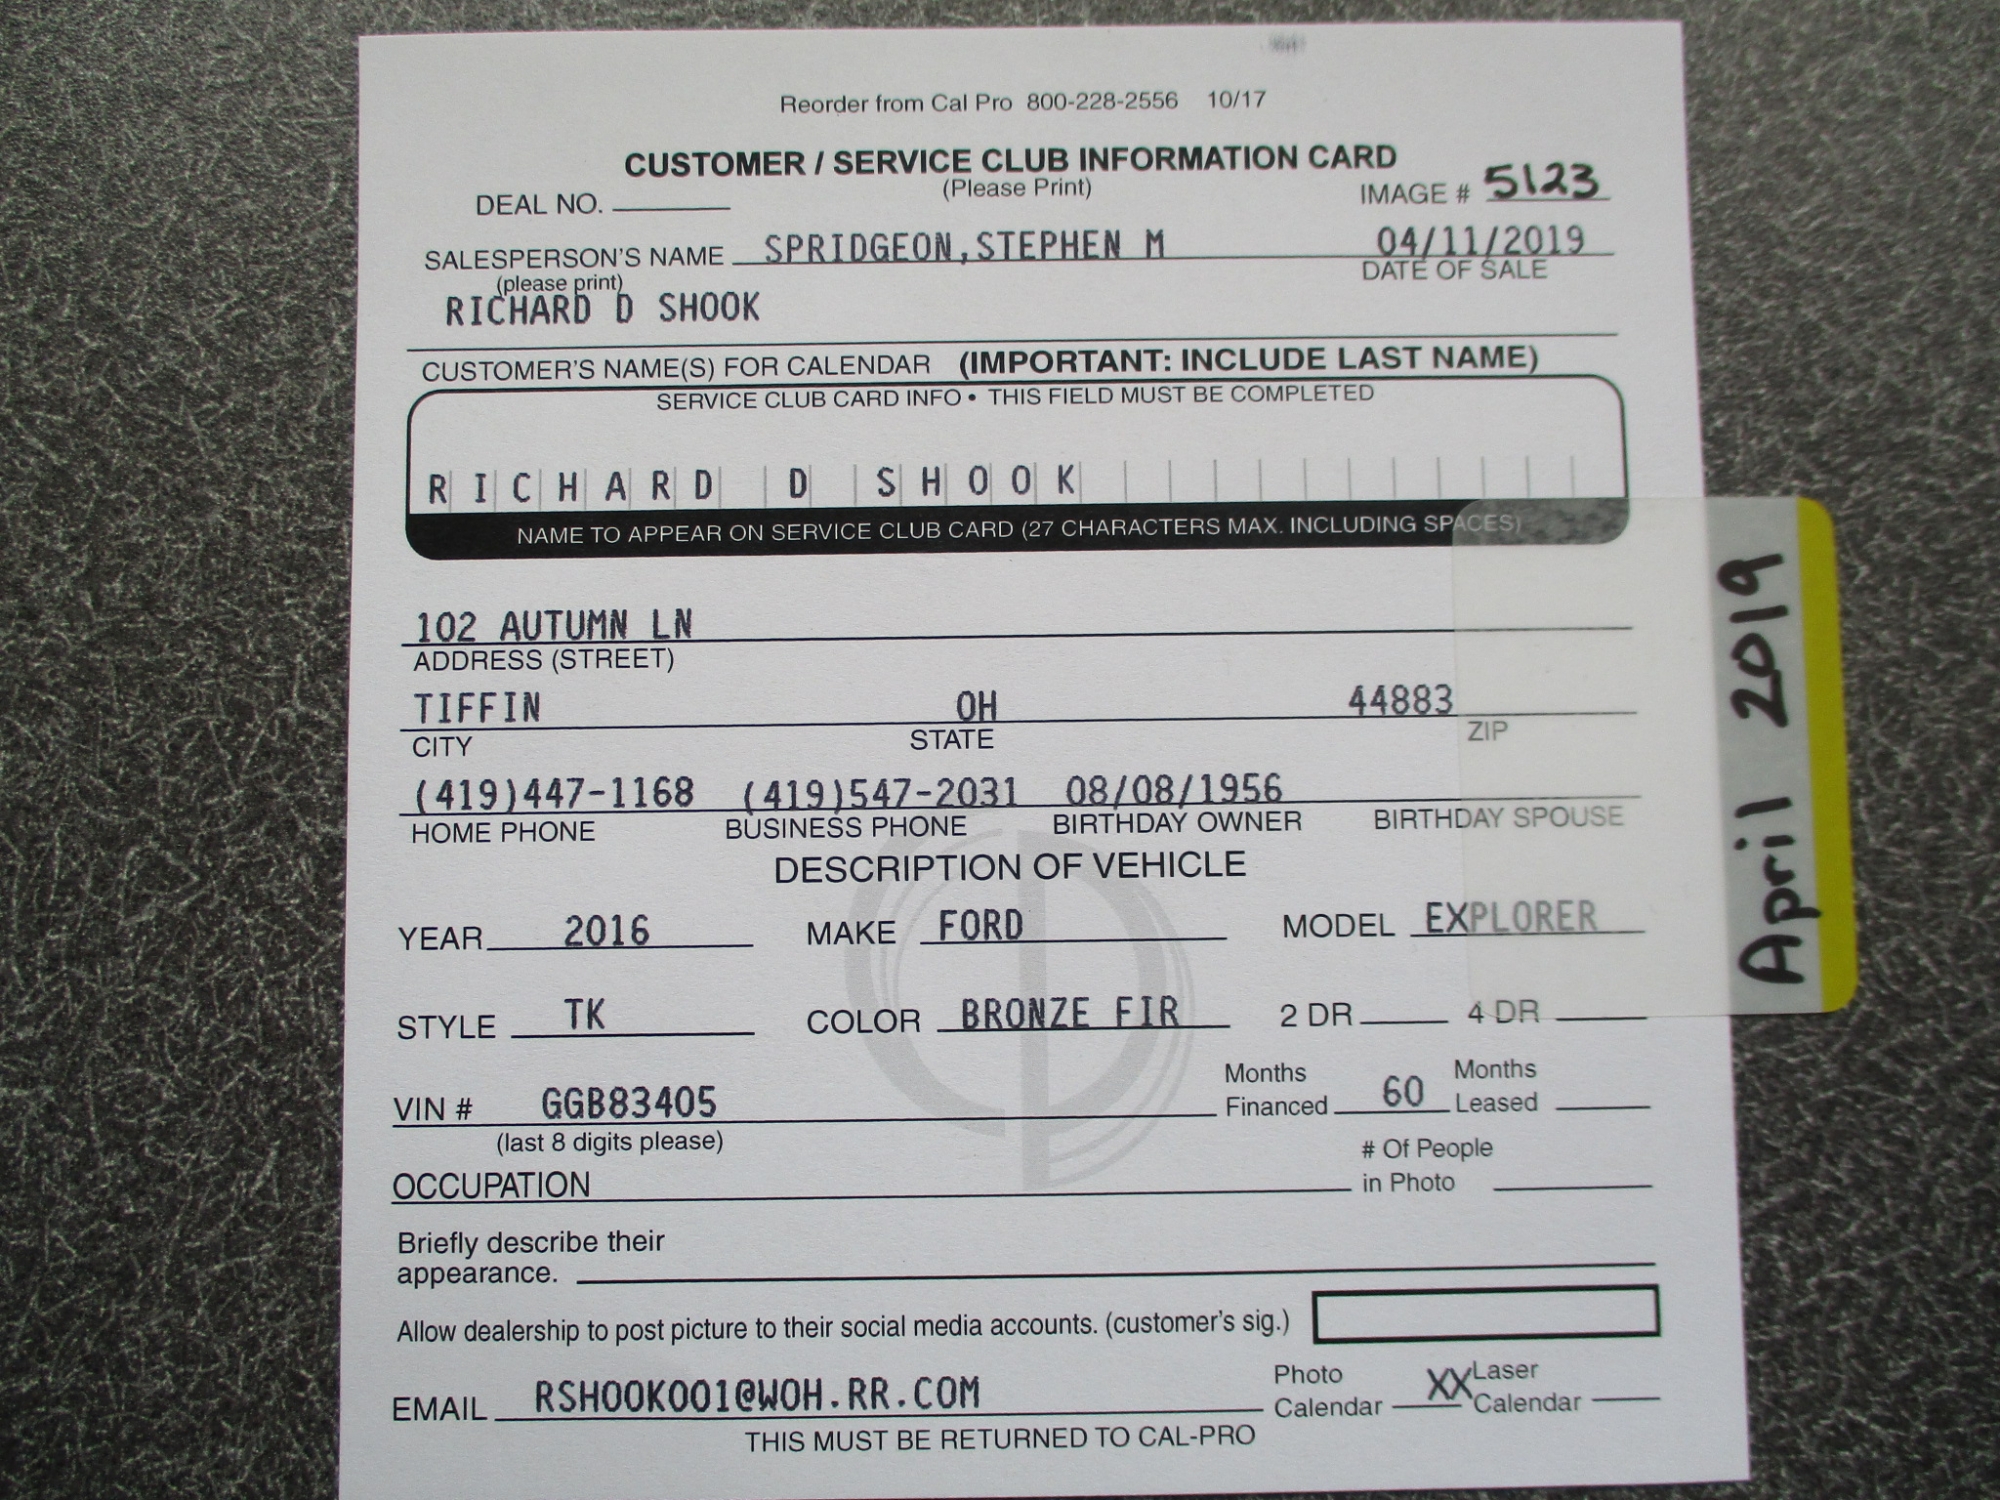 Reorder from Cal Pro 800-228-2556 10/17
CUSTOMER / SERVICE CLUB INFORMATION CARD
(Please Print)
DEAL NO. IMAGE # 5123
SALESPERSON'S NAME SPRIDGEON,STEPHEN M 04/11/2019
(please print) DATE OF SALE
RICHARD D SHOOK
CUSTOMER'S NAME(S) FOR CALENDAR (IMPORTANT: INCLUDE LAST NAME)
SERVICE CLUB CARD INFO • THIS FIELD MUST BE COMPLETED
RICHARD D SHOOK
NAME TO APPEAR ON SERVICE CLUB CARD (27 CHARACTERS MAX. INCLUDING SPACES)
102 AUTUMN LN
ADDRESS (STREET)
TIFFIN OH 44883
CITY STATE ZIP
(419)447-1168 (419)547-2031 08/08/1956
HOME PHONE BUSINESS PHONE BIRTHDAY OWNER BIRTHDAY SPOUSE
DESCRIPTION OF VEHICLE
YEAR 2016 MAKE FORD MODEL EXPLORER
STYLE TK COLOR BRONZE FIR 2 DR 4 DR
VIN # GGB83405 Months Financed 60 Months Leased
(last 8 digits please)
OCCUPATION # Of People in Photo
Briefly describe their
appearance.
Allow dealership to post picture to their social media accounts. (customer's sig.)
EMAIL RSHOOK001@WOH.RR.COM Photo Calendar XX Laser Calendar
THIS MUST BE RETURNED TO CAL-PRO
April 2019